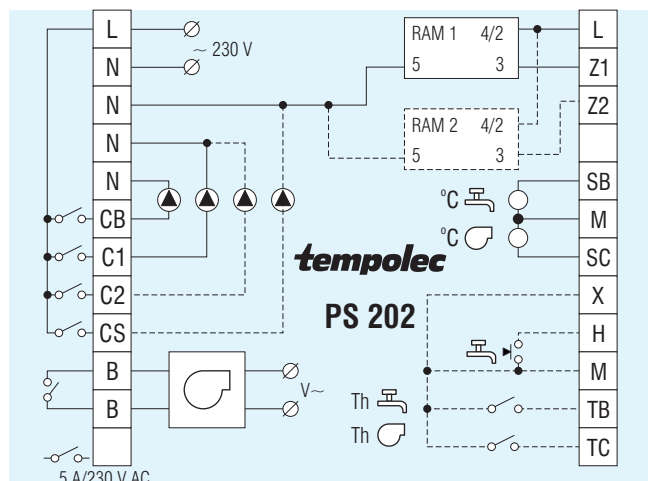 L
N
N
N
N
CB
C1
C2
CS
B
B
~ 230 V
RAM 1 4/2
5 3
RAM 2 4/2
5 3
°C
°C
tempolec
PS 202
V~
Th
Th
L
Z1
Z2
SB
M
SC
X
H
M
TB
TC
5 A/230 V AC